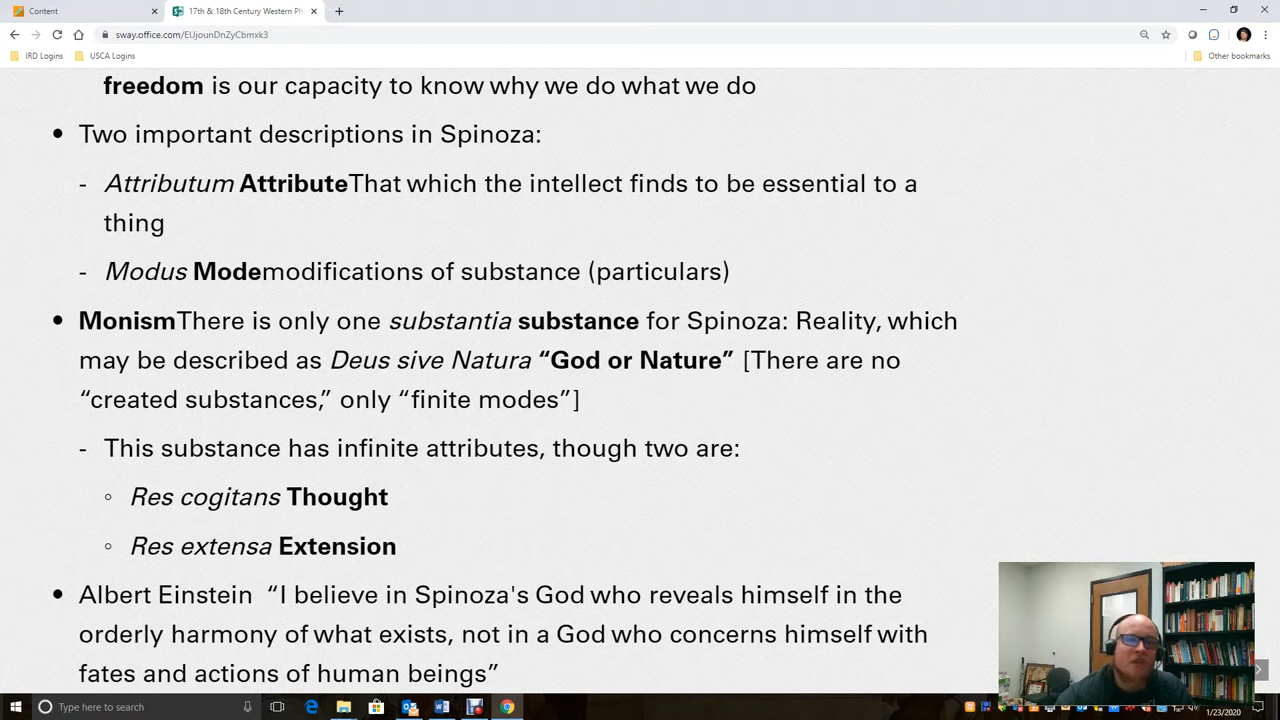 Content
17th & 18th Century Western Ph
sway.office.com/EUjounDnZyCbmxk3
IRD Logins
USCA Logins
Other bookmarks
freedom is our capacity to know why we do what we do
• Two important descriptions in Spinoza:
- Attributum AttributeThat which the intellect finds to be essential to a
thing
- Modus Modemodifications of substance (particulars)
• MonismThere is only one substantia substance for Spinoza: Reality, which
may be described as Deus sive Natura “God or Nature” [There are no
“created substances,” only “finite modes”]
- This substance has infinite attributes, though two are:
◦ Res cogitans Thought
◦ Res extensa Extension
• Albert Einstein “I believe in Spinoza's God who reveals himself in the
orderly harmony of what exists, not in a God who concerns himself with
fates and actions of human beings”
Type here to search
1/23/2020